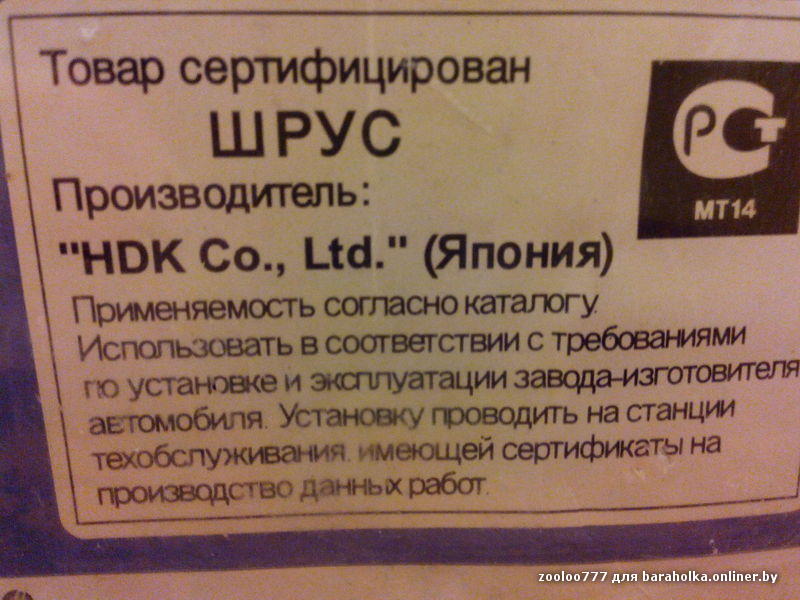 Товар сертифицирован
ШРУС
Производитель:
"HDK Co., Ltd." (Япония)
РСТ
МТ14
Применяемость согласно каталогу.
Использовать в соответствии с требованиями
по установке и эксплуатации завода-изготовителя
автомобиля. Установку проводить на станции
техобслуживания, имеющей сертификаты на
производство данных работ.
zooloo777 для baraholka.onliner.by